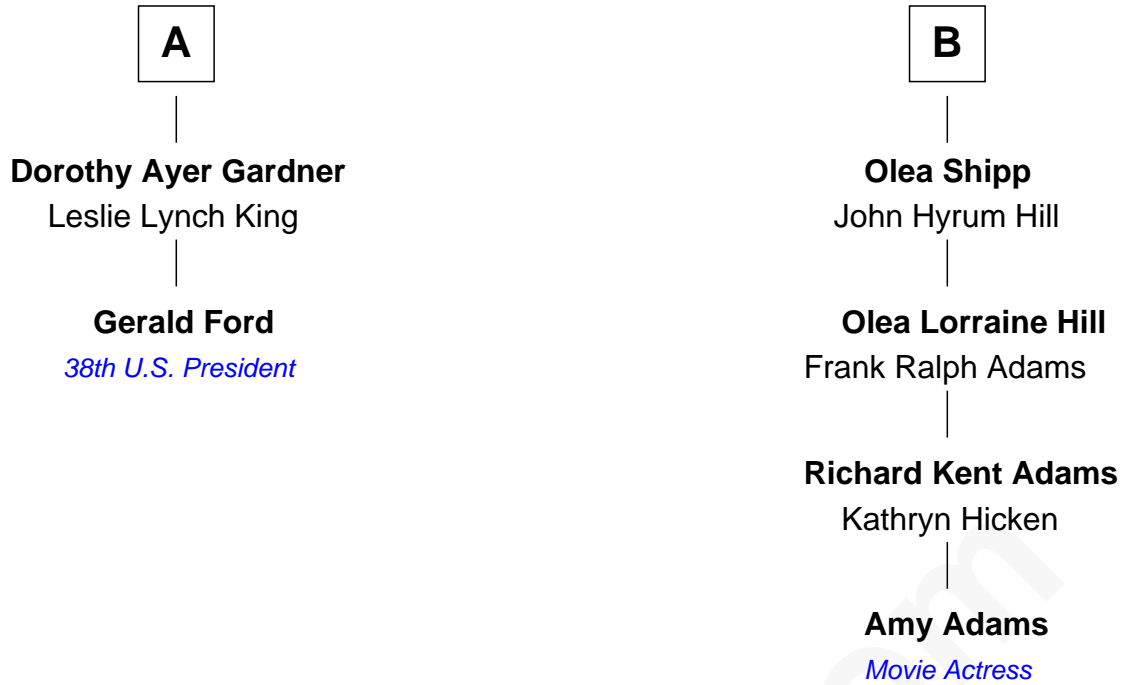 A
Dorothy Ayer Gardner
Leslie Lynch King
Gerald Ford
38th U.S. President
B
Olea Shipp
John Hyrum Hill
Olea Lorraine Hill
Frank Ralph Adams
Richard Kent Adams
Kathryn Hicken
Amy Adams
Movie Actress
om